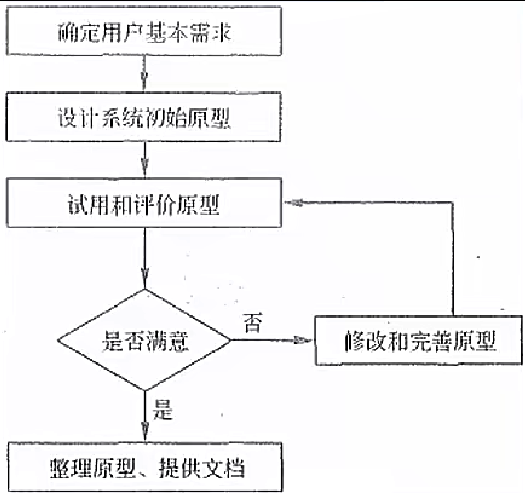 确定用户基本需求
设计系统初始原型
试用和评价原型
是否满意
否
修改和完善原型
是
整理原型、提供文档